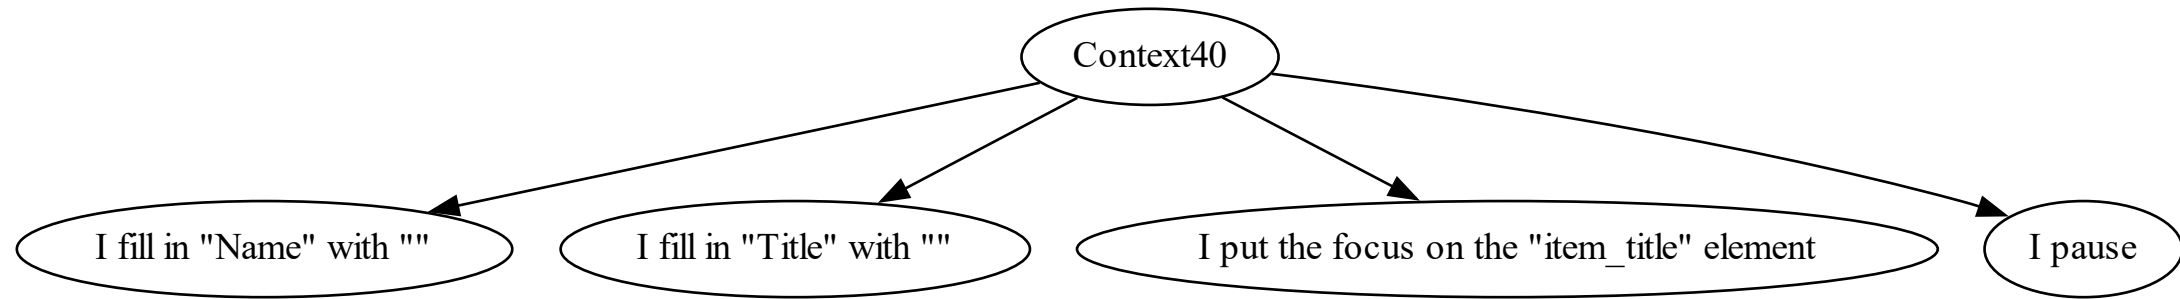 Context40
I fill in "Name" with ""
I fill in "Title" with ""
I put the focus on the "item_title" element
I pause